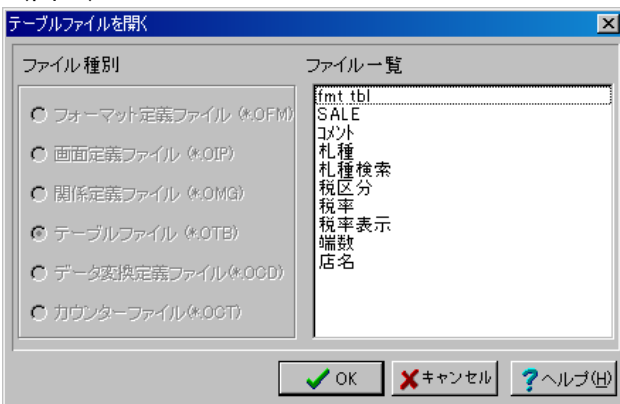 テーブルファイルを開く
ファイル種別
フォーマット定義ファイル (*.OFM)
画面定義ファイル (*.OIP)
関係定義ファイル (*.OMG)
テーブルファイル (*.OTB)
データ変換定義ファイル(*.OCD)
カウンターファイル(*.OCT)
ファイル一覧
fmt tbl
SALE
コメント
札種
札種検索
税区分
税率
税率表示
端数
店名
OK
キャンセル
ヘルプ(H)